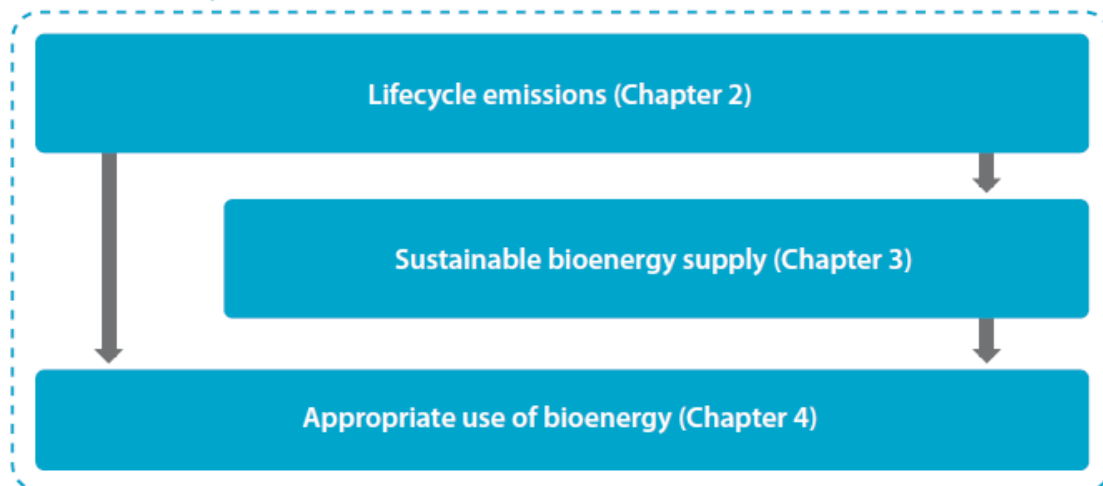 Lifecycle emissions (Chapter 2)
Sustainable bioenergy supply (Chapter 3)
Appropriate use of bioenergy (Chapter 4)